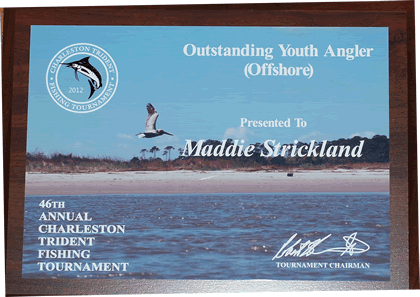 CHARLESTON TRIDENT
2012
FISHING TOURNAMENT
Outstanding Youth Angler
(Offshore)
Presented To
Maddie Strickland
46TH
ANNUAL
CHARLESTON
TRIDENT
FISHING
TOURNAMENT
TOURNAMENT CHAIRMAN